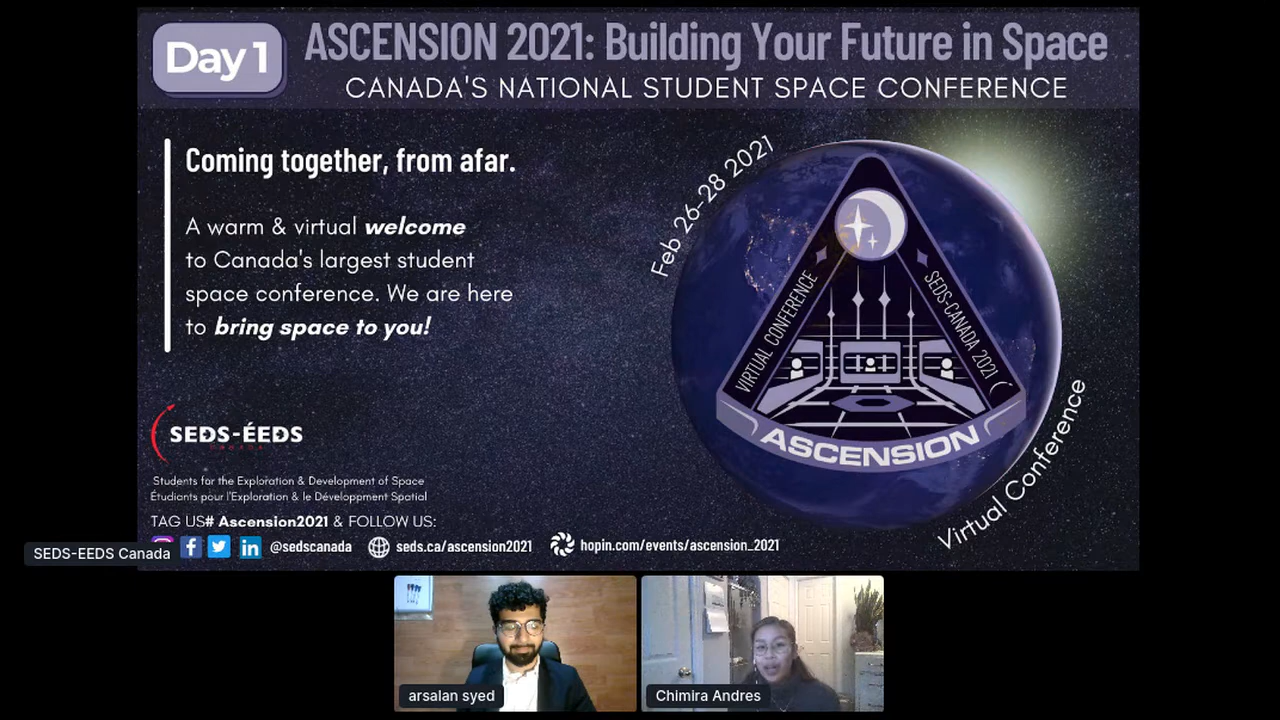 Day 1
ASCENSION 2021: Building Your Future in Space
CANADA'S NATIONAL STUDENT SPACE CONFERENCE
Coming together, from afar.
A warm & virtual welcome
to Canada's largest student
space conference. We are here
to bring space to you!
Feb 26-28 2021
VIRTUAL CONFERENCE
SEDS-CANADA 2021
ASCENSION
Virtual Conference
SEDS-ÉEDS
CANADA
Students for the Exploration & Development of Space
Étudiants pour l'Exploration & le Développment Spatial
TAG US# Ascension2021 & FOLLOW US:
@sedscanada
seds.ca/ascension2021
hopin.com/events/ascension_2021
SEDS-EEDS Canada
arsalan syed
Chimira Andres